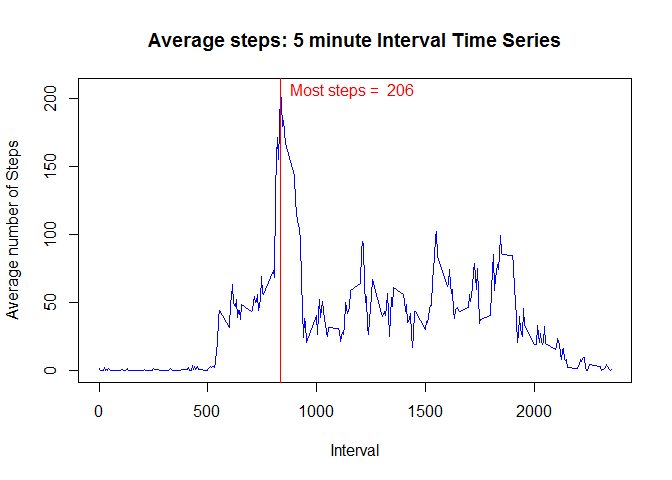 Average steps: 5 minute Interval Time Series
Most steps =  206
Average number of Steps
200
150
100
50
0
0 500 1000 1500 2000
Interval